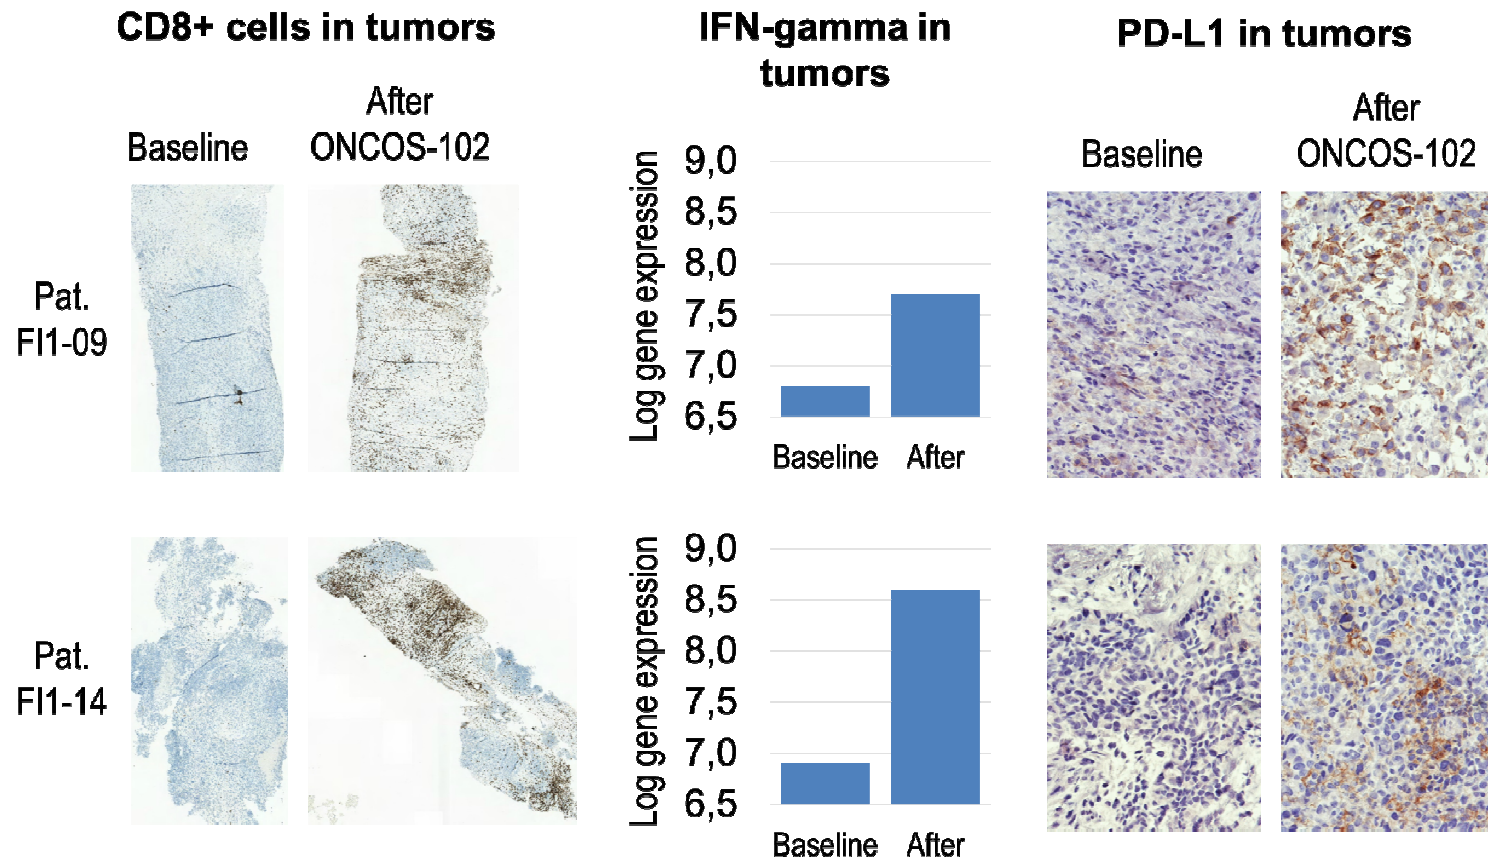 CD8+ cells in tumors
Baseline
After
ONCOS-102
Pat.
FI1-09
Pat.
FI1-14
IFN-gamma in
tumors
Log gene expression
9,0
8,5
8,0
7,5
7,0
6,5
Baseline After
Log gene expression
9,0
8,5
8,0
7,5
7,0
6,5
Baseline After
PD-L1 in tumors
Baseline
After
ONCOS-102